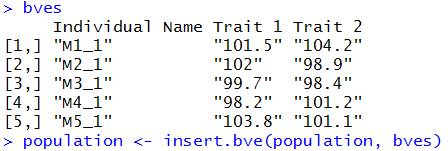 > bves
     Individual Name Trait 1 Trait 2
[1,] "M1_1"          "101.5" "104.2"
[2,] "M2_1"          "102"   "98.9"
[3,] "M3_1"          "99.7"  "98.4"
[4,] "M4_1"          "98.2"  "101.2"
[5,] "M5_1"          "103.8" "101.1"
> population <- insert.bve(population, bves)